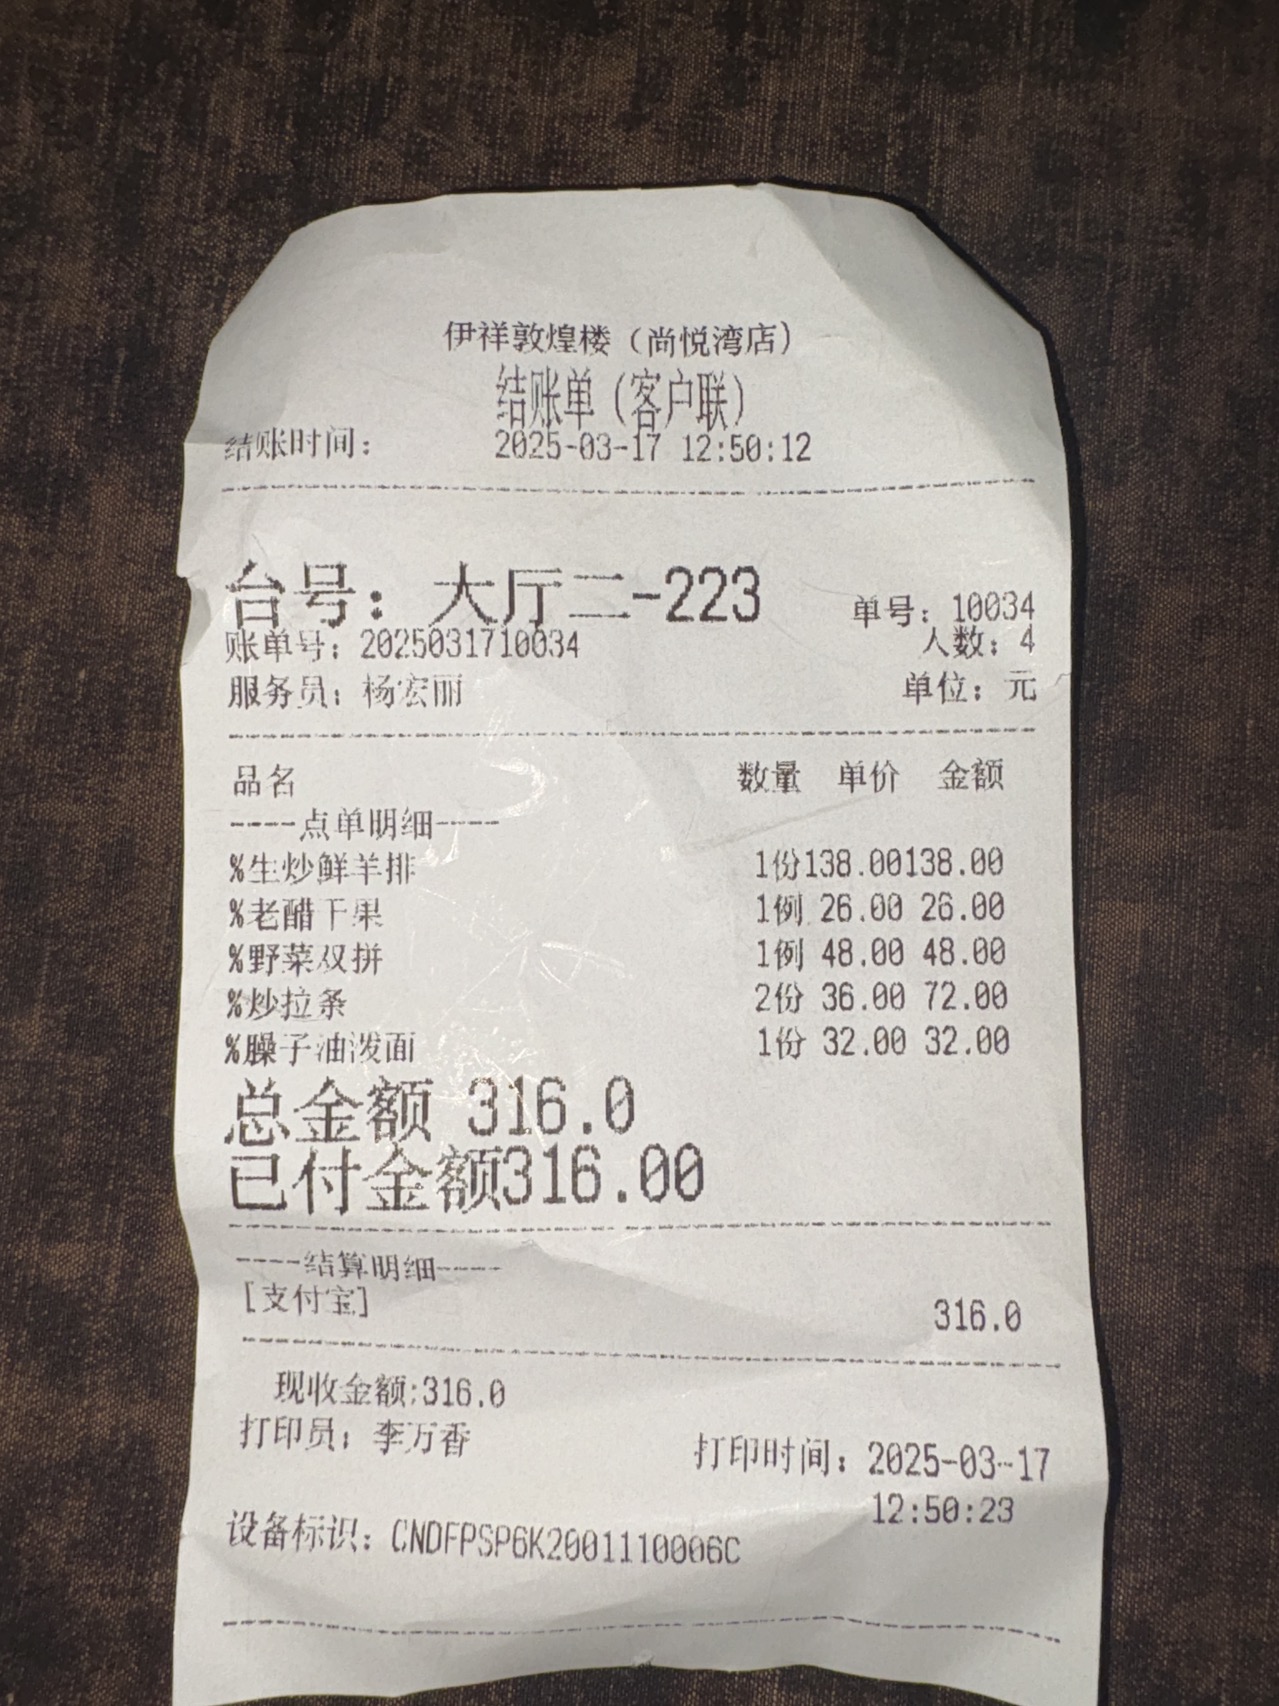 伊祥敦煌楼（尚悦湾店）
结账单（客户联）
结账时间： 2025-03-17 12:50:12
台号： 大厅二-223 单号：10034
账单号：2025031710034 人数：4
服务员：杨宏丽 单位：元
品名 数量 单价 金额
----点单明细----
%生炒鲜羊排 1份138.00138.00
%老醋干果 1例 26.00 26.00
%野菜双拼 1例 48.00 48.00
%炒拉条 2份 36.00 72.00
%臊子油泼面 1份 32.00 32.00
总金额 316.0
已付金额316.00
----结算明细----
[支付宝] 316.0
现收金额:316.0
打印员：李万香 打印时间：2025-03-17
12:50:23
设备标识：CNDFPSP6K2001110006C